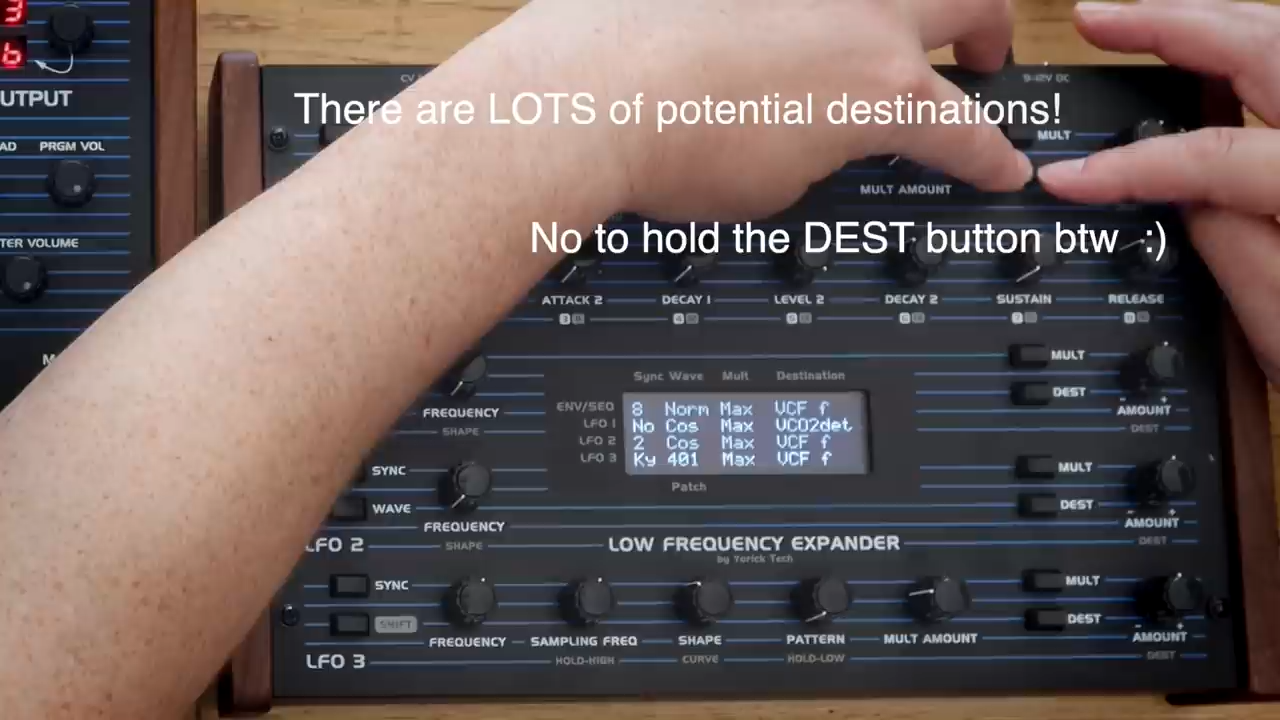 3
6
UTPUT
AD PRGM VOL
TER VOLUME
9-12V DC
There are LOTS of potential destinations!
MULT
MULT AMOUNT
No to hold the DEST button btw :)
ATTACK 2 DECAY 1 LEVEL 2 DECAY 2 SUSTAIN RELEASE
MULT
DEST
AMOUNT
DEST
FREQUENCY
SHAPE
Sync Wave Mult Destination
ENV/SEQ 8 Norm Max VCF f
LFO 1 No Cos Max VCO2det
LFO 2 2 Cos Max VCF f
LFO 3 Ky 401 Max VCF f
Patch
SYNC
WAVE
FREQUENCY
SHAPE
LFO 2
MULT
DEST
AMOUNT
DEST
LOW FREQUENCY EXPANDER
by Yorick Tech
SYNC
SHIFT
LFO 3
FREQUENCY SAMPLING FREQ SHAPE PATTERN MULT AMOUNT
HOLD-HIGH CURVE HOLD-LOW
MULT
DEST
AMOUNT
DEST